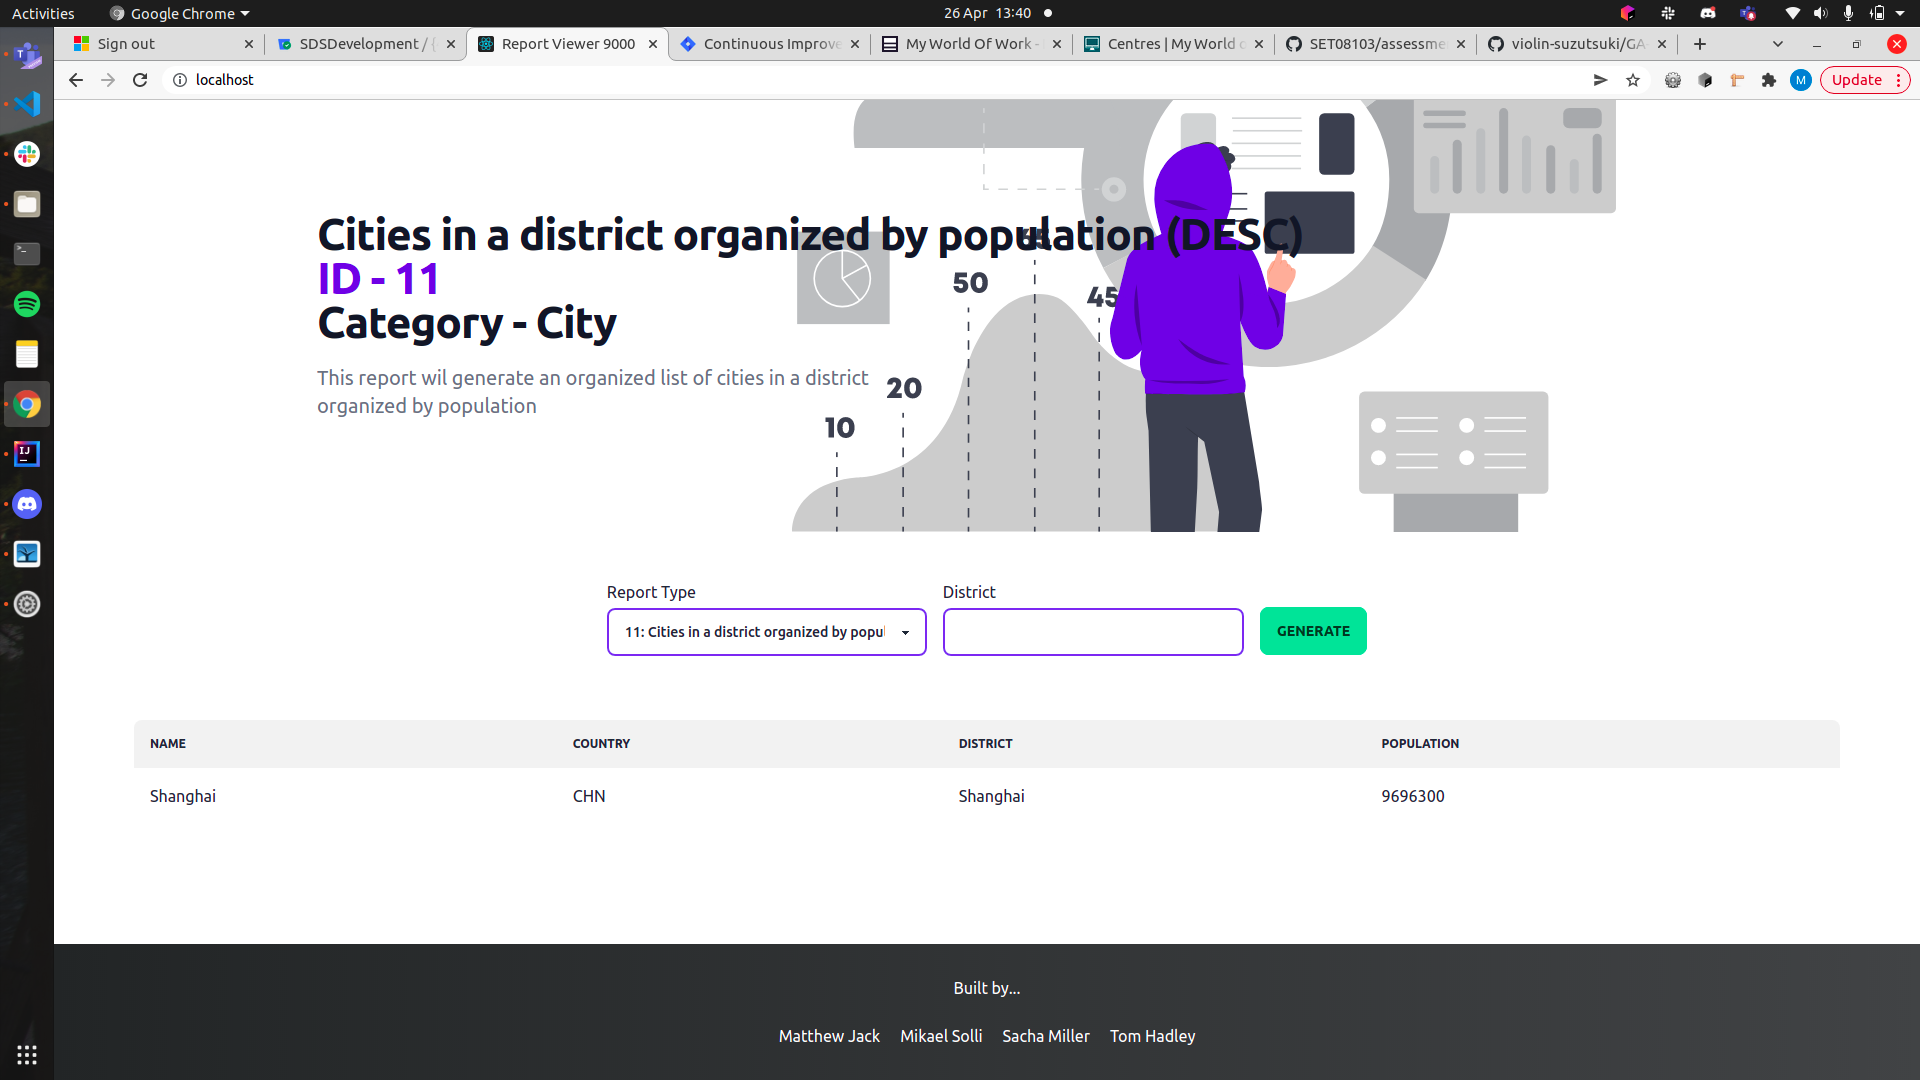 Activities
Google Chrome
26 Apr 13:40
Sign out
SDSDevelopment / {
Report Viewer 9000
Continuous Improve
My World Of Work -
Centres | My World o
SET08103/assessme
violin-suzutsuki/GA
localhost
M
Update
Cities in a district organized by population (DESC)
ID - 11
Category - City
This report wil generate an organized list of cities in a district
organized by population
10
20
50
45
Report Type
District
11: Cities in a district organized by popul
GENERATE
NAME COUNTRY DISTRICT POPULATION
Shanghai CHN Shanghai 9696300
Built by...
Matthew Jack Mikael Solli Sacha Miller Tom Hadley